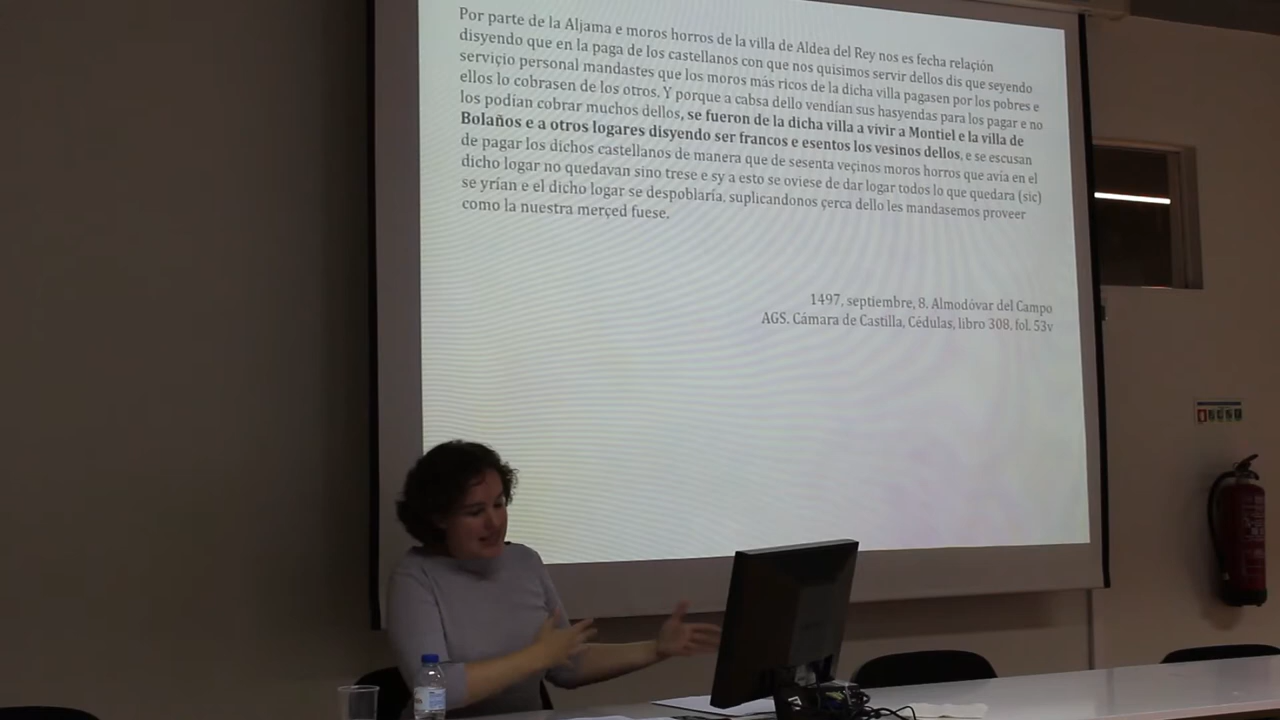 Por parte de la Aljama e moros horros de la villa de Aldea del Rey nos es fecha relaçión
disyendo que en la paga de los castellanos con que nos quisimos servir dellos dis que seyendo
serviçio personal mandastes que los moros más ricos de la dicha villa pagasen por los pobres e
ellos lo cobrasen de los otros. Y porque a cabsa dello vendían sus hasyendas para los pagar e no
los podían cobrar muchos dellos, se fueron de la dicha villa a vivir a Montiel e la villa de
Bolaños e a otros logares disyendo ser francos e esentos los vesinos dellos, e se escusan
de pagar los dichos castellanos de manera que de sesenta veçinos moros horros que avía en el
dicho logar no quedavan sino trese e sy a esto se oviese de dar logar todos lo que quedara (sic)
se yrían e el dicho logar se despoblaría, suplicandonos çerca dello les mandasemos proveer
como la nuestra merçed fuese.
1497, septiembre, 8. Almodóvar del Campo
AGS. Cámara de Castilla, Cédulas, libro 308, fol. 53v